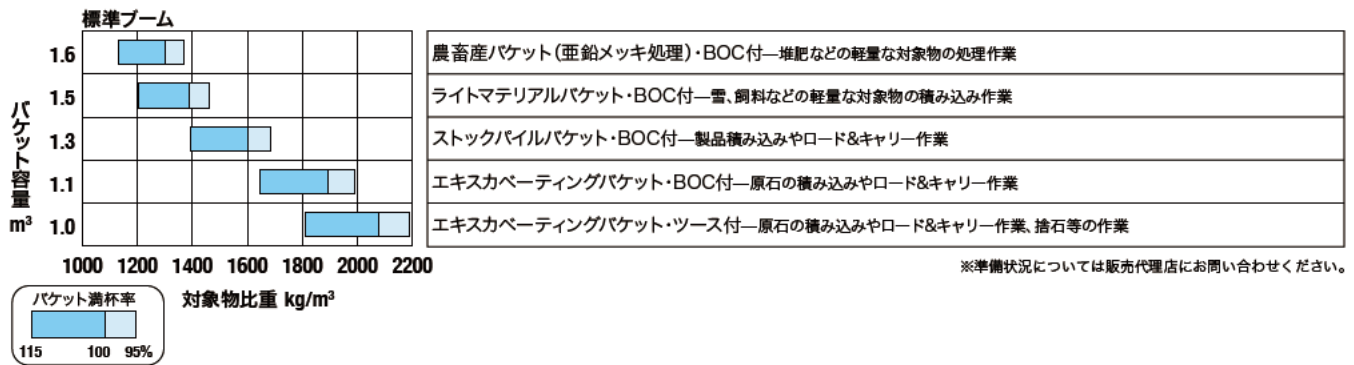 標準ブーム
バケット容量
m³
1.6
農畜産バケット(亜鉛メッキ処理)・BOC付―堆肥などの軽量な対象物の処理作業
1.5
ライトマテリアルバケット・BOC付―雪、飼料などの軽量な対象物の積み込み作業
1.3
ストックパイルバケット・BOC付―製品積み込みやロード&キャリー作業
1.1
エキスカベーティングバケット・BOC付―原石の積み込みやロード&キャリー作業
1.0
エキスカベーティングバケット・ツース付―原石の積み込みやロード&キャリー作業、捨石等の作業
1000 1200 1400 1600 1800 2000 2200
※準備状況については販売代理店にお問い合わせください。
対象物比重 kg/m³
バケット満杯率
115 100 95%